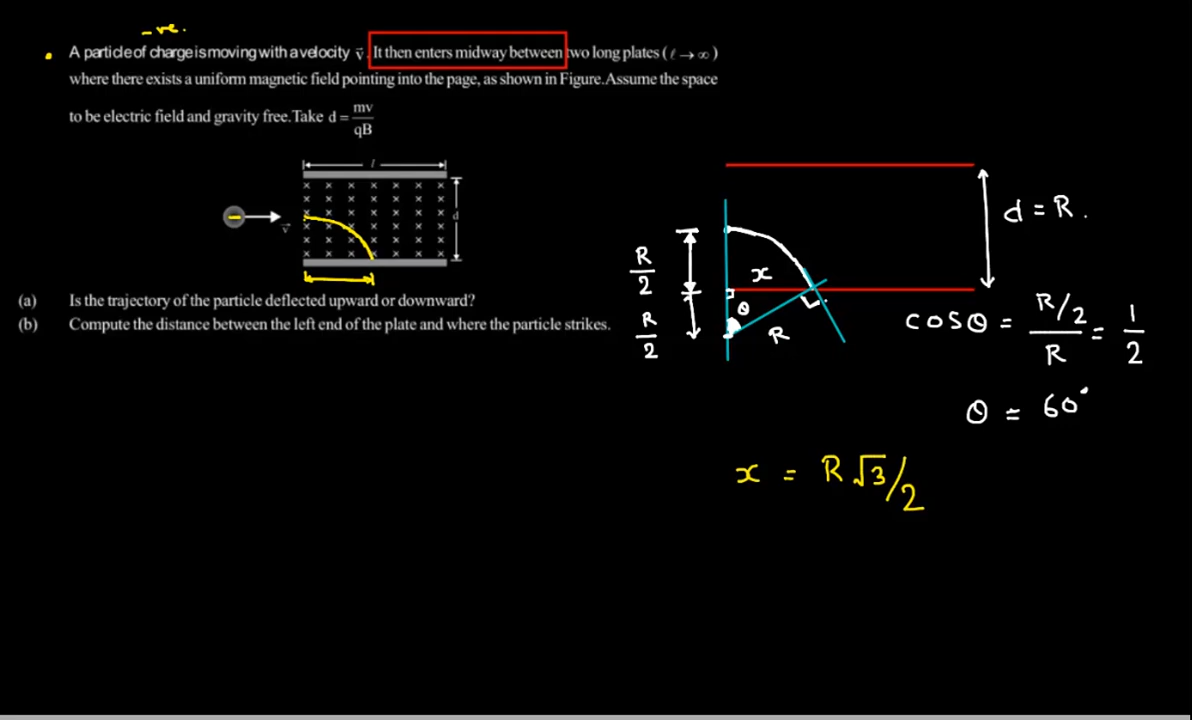 -ve.
A particle of charge is moving with a velocity v⃗. It then enters midway between two long plates (ℓ → ∞)
where there exists a uniform magnetic field pointing into the page, as shown in Figure. Assume the space
to be electric field and gravity free. Take d = mv/qB
l
× × × × × × ×
× × × × × × ×
× × × × × × ×
× × × × × × ×
× × × × × × ×
× × × × × × ×
−
v⃗
d
(a) Is the trajectory of the particle deflected upward or downward?
(b) Compute the distance between the left end of the plate and where the particle strikes.
d = R.
R/2
x
R/2
θ
R
cosθ = R/2 / R = 1/2
θ = 60°
x = R√3/2